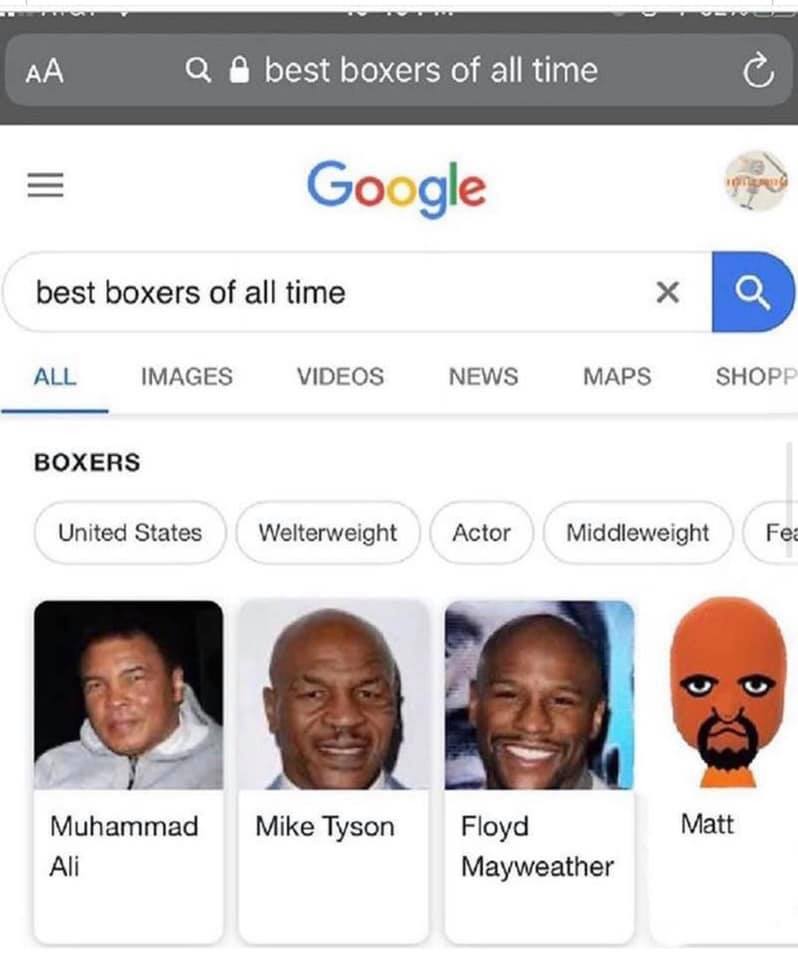 AA best boxers of all time
Google
best boxers of all time
ALL IMAGES VIDEOS NEWS MAPS SHOPP
BOXERS
United States Welterweight Actor Middleweight Fea
Muhammad Ali
Mike Tyson
Floyd Mayweather
Matt